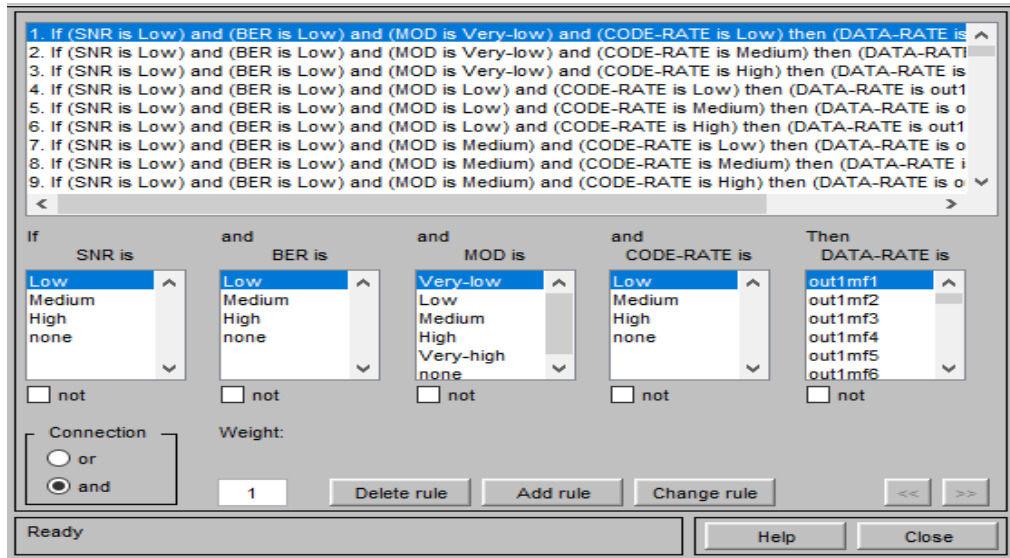 1. If (SNR is Low) and (BER is Low) and (MOD is Very-low) and (CODE-RATE is Low) then (DATA-RATE is
2. If (SNR is Low) and (BER is Low) and (MOD is Very-low) and (CODE-RATE is Medium) then (DATA-RATE
3. If (SNR is Low) and (BER is Low) and (MOD is Very-low) and (CODE-RATE is High) then (DATA-RATE is
4. If (SNR is Low) and (BER is Low) and (MOD is Low) and (CODE-RATE is Low) then (DATA-RATE is out1
5. If (SNR is Low) and (BER is Low) and (MOD is Low) and (CODE-RATE is Medium) then (DATA-RATE is o
6. If (SNR is Low) and (BER is Low) and (MOD is Low) and (CODE-RATE is High) then (DATA-RATE is out1
7. If (SNR is Low) and (BER is Low) and (MOD is Medium) and (CODE-RATE is Low) then (DATA-RATE is o
8. If (SNR is Low) and (BER is Low) and (MOD is Medium) and (CODE-RATE is Medium) then (DATA-RATE i
9. If (SNR is Low) and (BER is Low) and (MOD is Medium) and (CODE-RATE is High) then (DATA-RATE is o
If and and and Then
SNR is BER is MOD is CODE-RATE is DATA-RATE is
Low Low Very-low Low out1mf1
Medium Medium Low Medium out1mf2
High High Medium High out1mf3
none none High none out1mf4
Very-high out1mf5
none out1mf6
not not not not not
Connection Weight:
or
and 1 Delete rule Add rule Change rule << >>
Ready Help Close